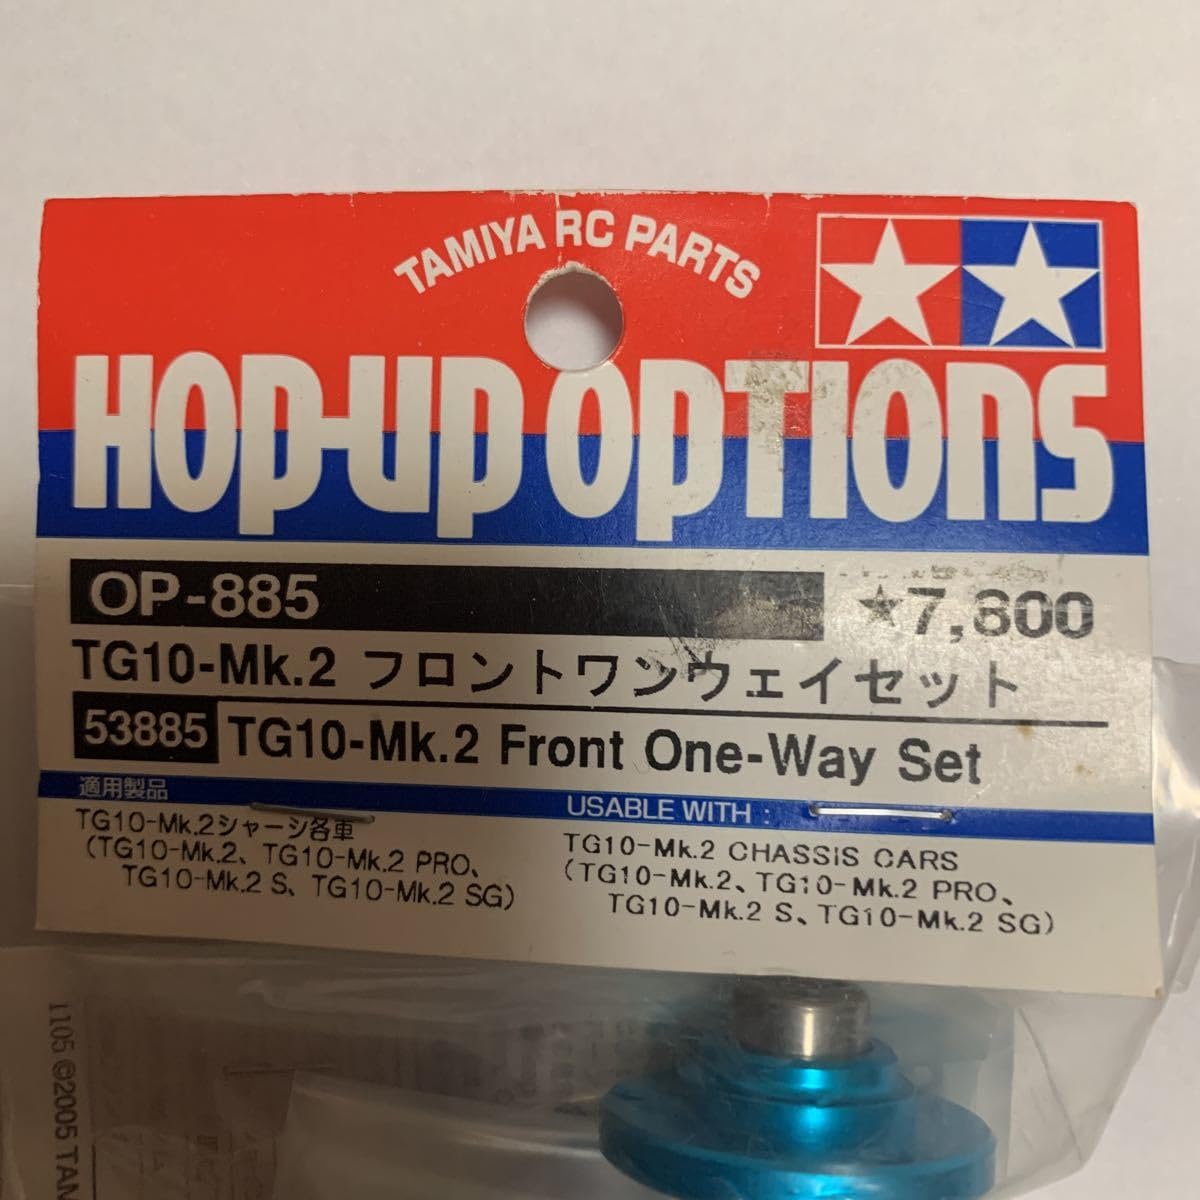 TAMIYA RC PARTS
HOP-UP OPTIONS
OP-885
★7,800
TG10-Mk.2 フロントワンウェイセット
53885 TG10-Mk.2 Front One-Way Set
適用製品
TG10-Mk.2シャーシ各車
(TG10-Mk.2、TG10-Mk.2 PRO、
TG10-Mk.2 S、TG10-Mk.2 SG)
USABLE WITH :
TG10-Mk.2 CHASSIS CARS
(TG10-Mk.2、TG10-Mk.2 PRO、
TG10-Mk.2 S、TG10-Mk.2 SG)
1105 ©2005 TAM